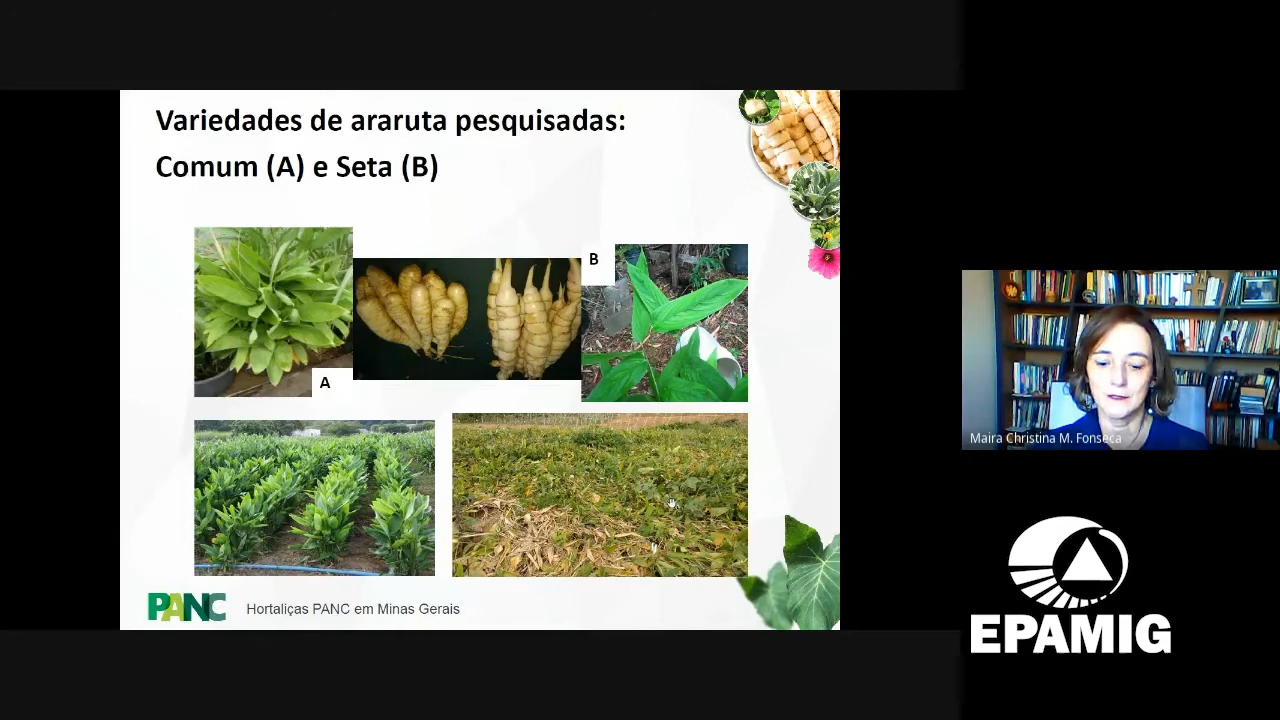 Variedades de araruta pesquisadas:
Comum (A) e Seta (B)
B
A
PANC
Hortaliças PANC em Minas Gerais
Maira Christina M. Fonseca
EPAMIG